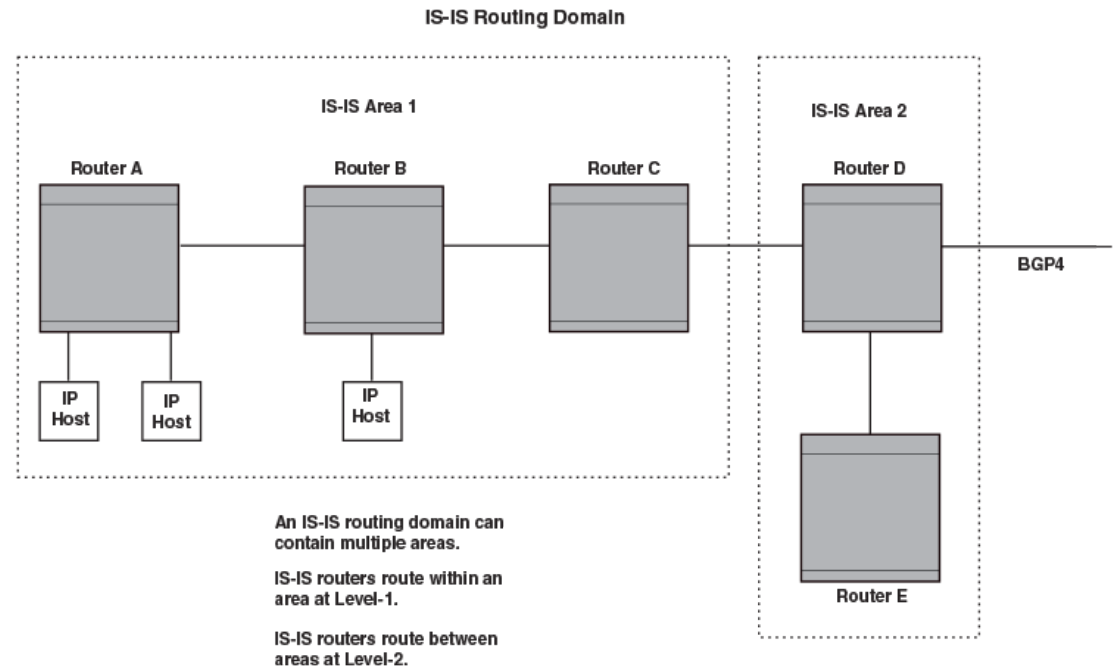 IS-IS Routing Domain
IS-IS Area 1
IS-IS Area 2
Router A
Router B
Router C
Router D
BGP4
IP
Host
IP
Host
IP
Host
Router E
An IS-IS routing domain can
contain multiple areas.
IS-IS routers route within an
area at Level-1.
IS-IS routers route between
areas at Level-2.